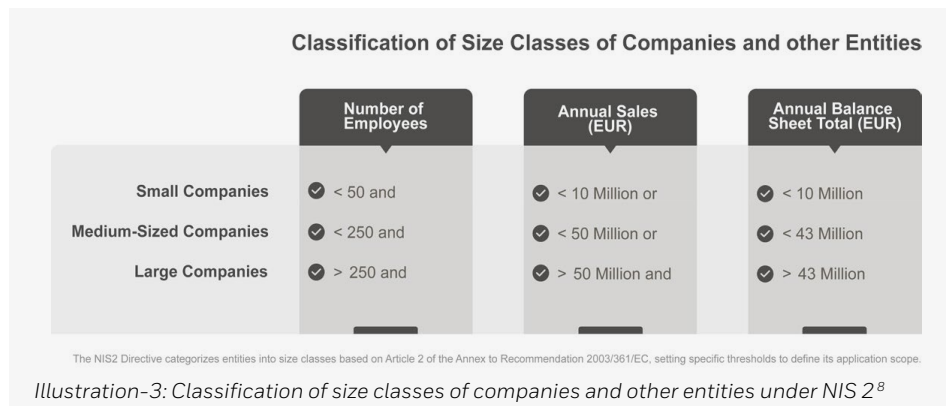 Classification of Size Classes of Companies and other Entities
Number of
Employees
Annual Sales
(EUR)
Annual Balance
Sheet Total (EUR)
Small Companies < 50 and < 10 Million or < 10 Million
Medium-Sized Companies < 250 and < 50 Million or < 43 Million
Large Companies > 250 and > 50 Million and > 43 Million
The NIS2 Directive categorizes entities into size classes based on Article 2 of the Annex to Recommendation 2003/361/EC, setting specific thresholds to define its application scope.
Illustration-3: Classification of size classes of companies and other entities under NIS 2⁸